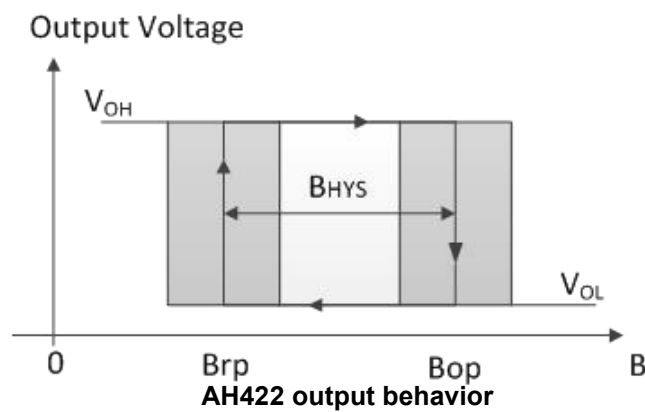 Output Voltage
VOH
BHYS
VOL
0
Brp
Bop
B
AH422 output behavior